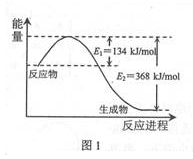 能
量
E₁=134 kJ/mol
反应物
E₂=368 kJ/mol
生成物
反应进程
图1